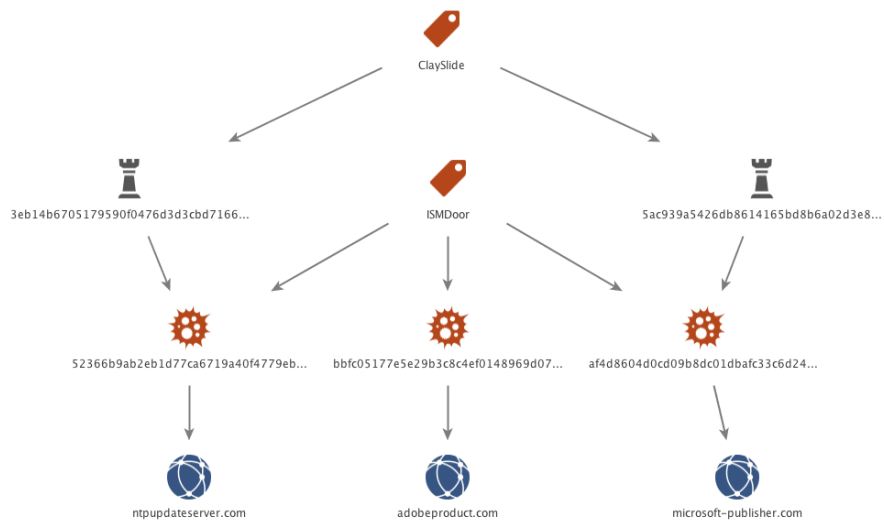 ClaySlide
3eb14b6705179590f0476d3d3cbd7166...
ISMDoor
5ac939a5426db8614165bd8b6a02d3e8...
52366b9ab2eb1d77ca6719a40f4779eb...
bbfc05177e5e29b3c8c4ef0148969d07...
af4d8604d0cd09b8dc01dbafc33c6d24...
ntpupdateserver.com
adobeproduct.com
microsoft-publisher.com